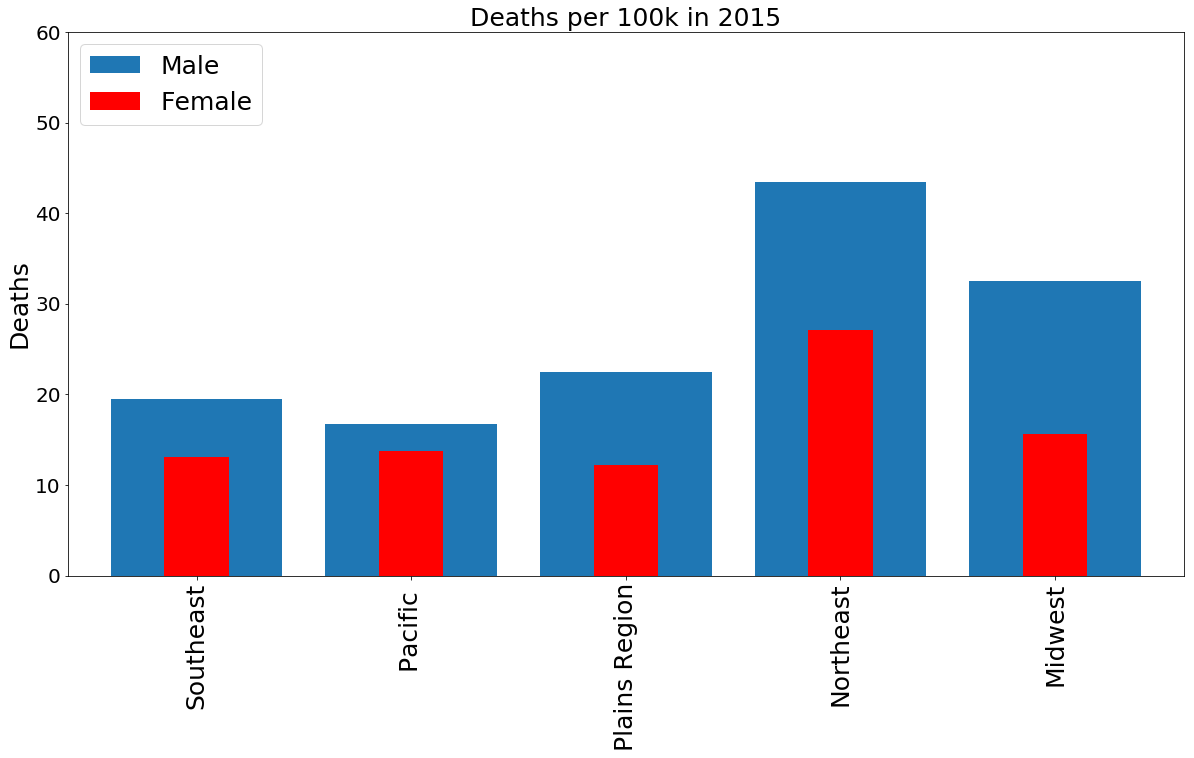 Deaths per 100k in 2015
Male
Female
60
50
40
30
20
10
0
Deaths
Southeast
Pacific
Plains Region
Northeast
Midwest